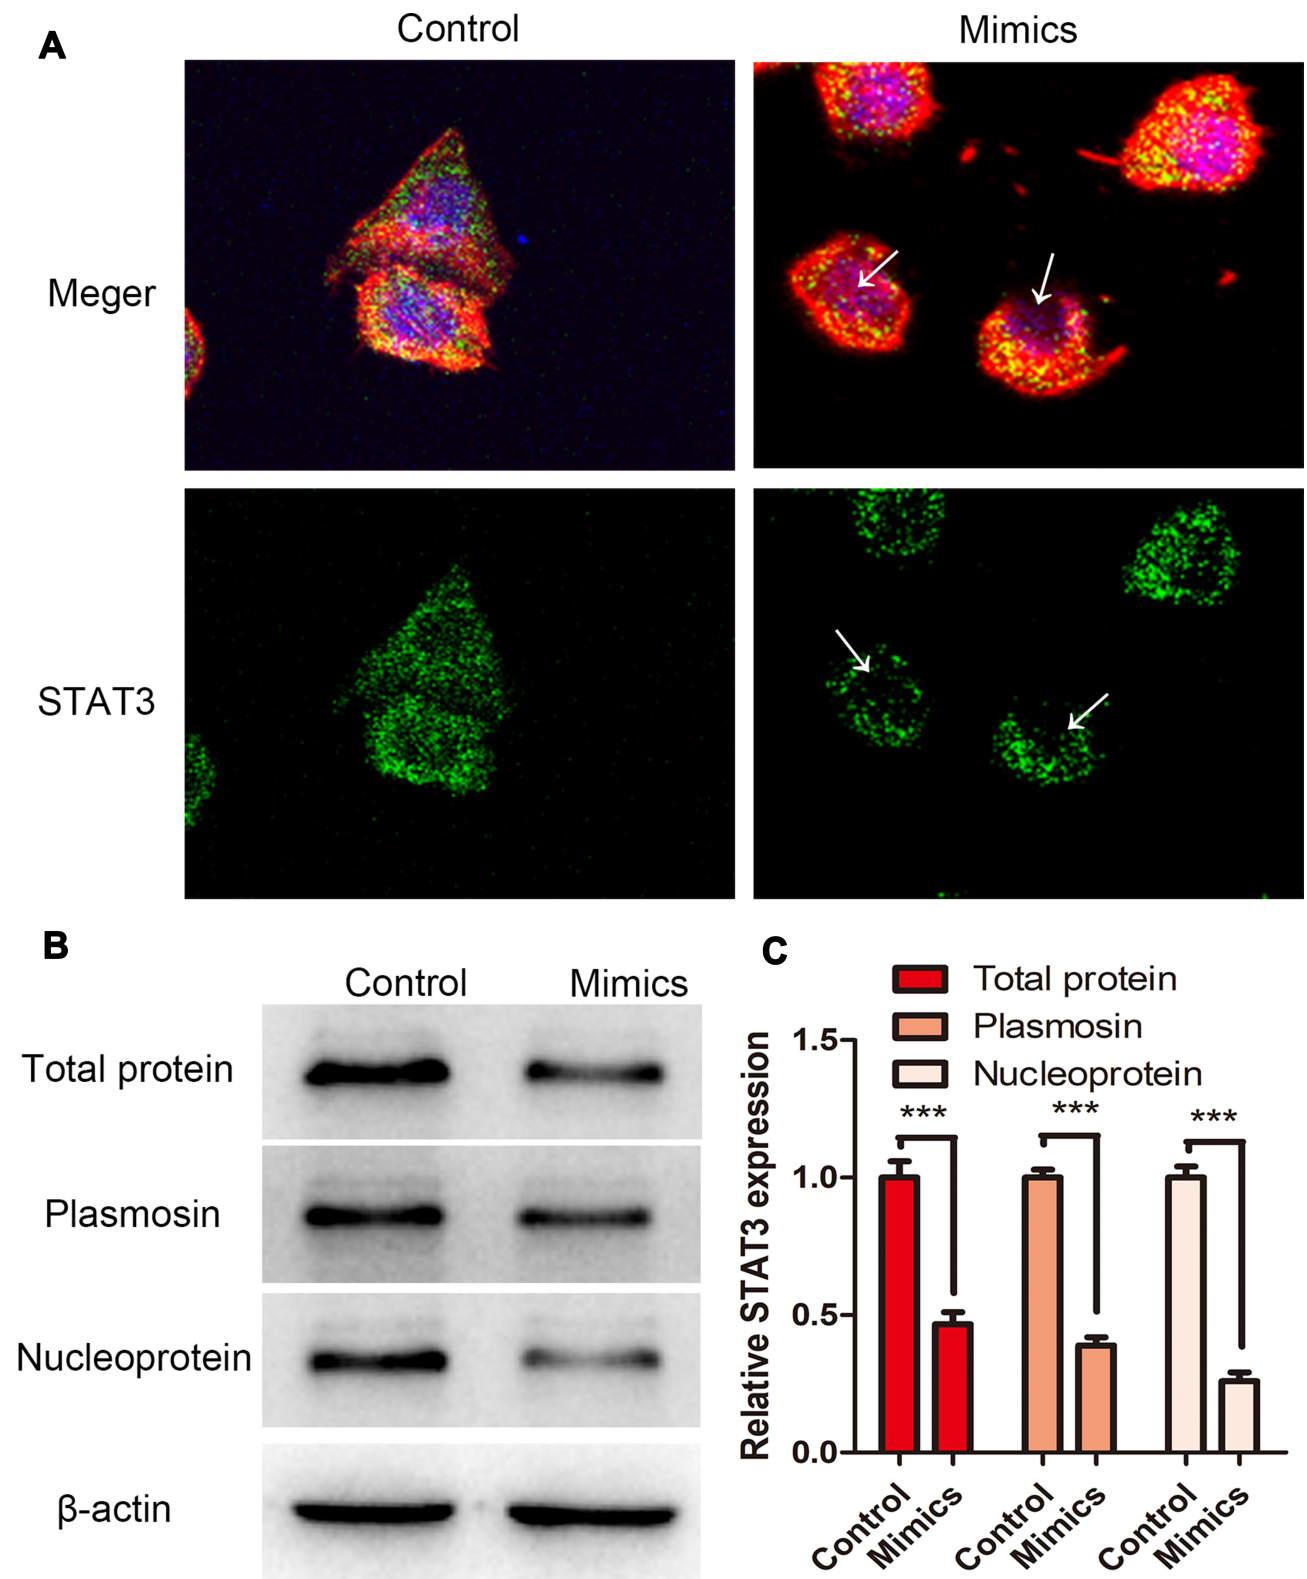 A
Control
Mimics
Meger
STAT3
B
Control
Mimics
Total protein
Plasmosin
Nucleoprotein
β-actin
C
Total protein
Plasmosin
Nucleoprotein
Relative STAT3 expression
1.5
1.0
0.5
0.0
***
***
***
Control
Mimics
Control
Mimics
Control
Mimics